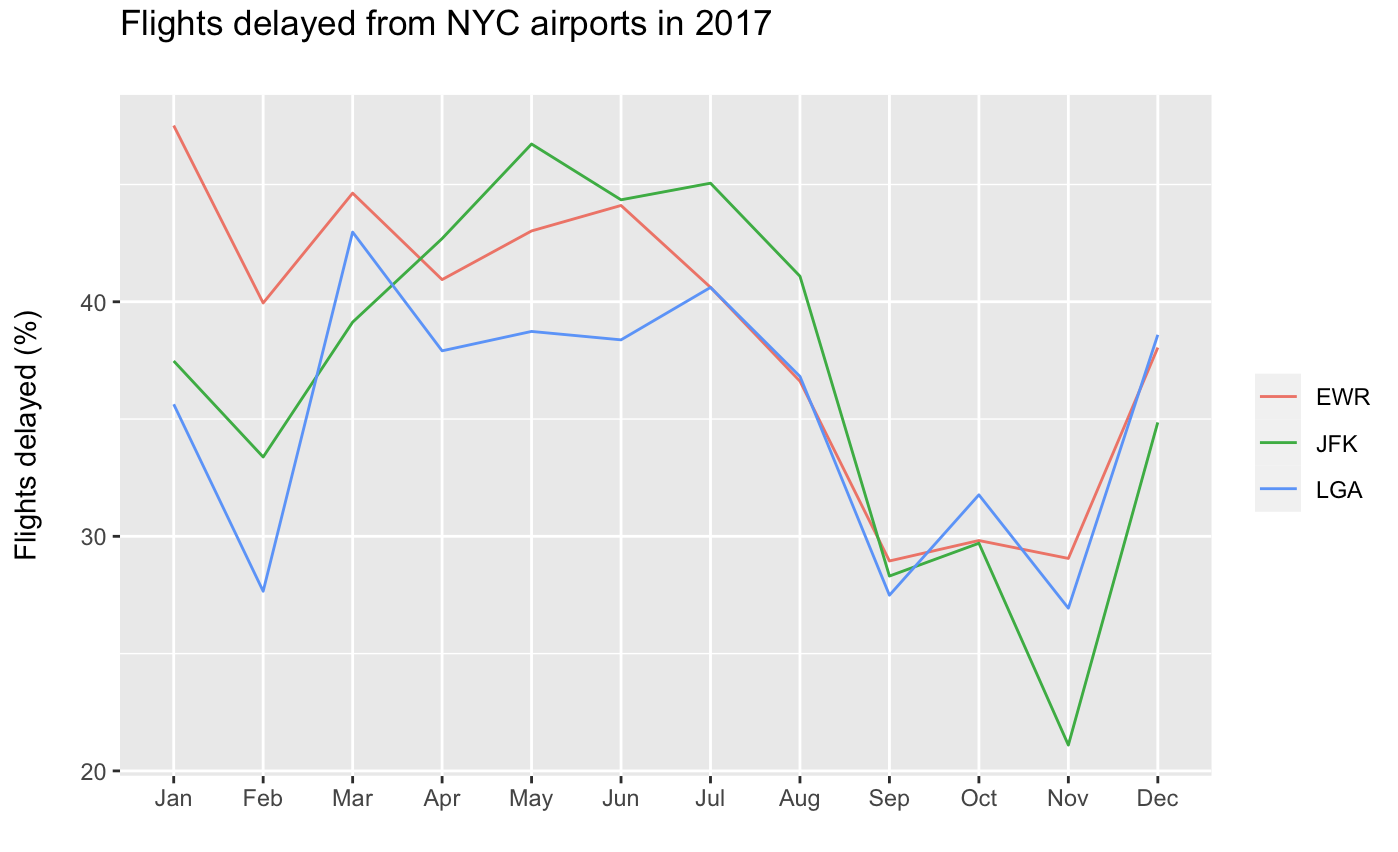 Flights delayed from NYC airports in 2017
Flights delayed (%)
40
30
20
Jan Feb Mar Apr May Jun Jul Aug Sep Oct Nov Dec
EWR
JFK
LGA